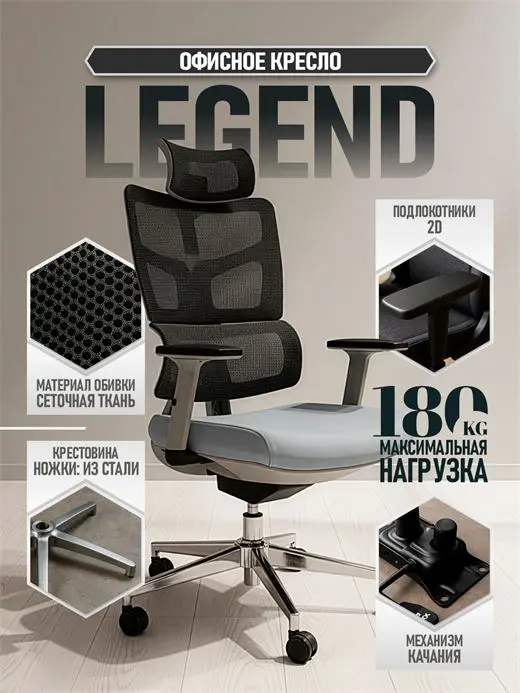 ОФИСНОЕ КРЕСЛО
LEGEND
ПОДЛОКОТНИКИ
2D
МАТЕРИАЛ ОБИВКИ
СЕТОЧНАЯ ТКАНЬ
180
KG
МАКСИМАЛЬНАЯ
НАГРУЗКА
КРЕСТОВИНА
НОЖКИ: ИЗ СТАЛИ
МЕХАНИЗМ
КАЧАНИЯ